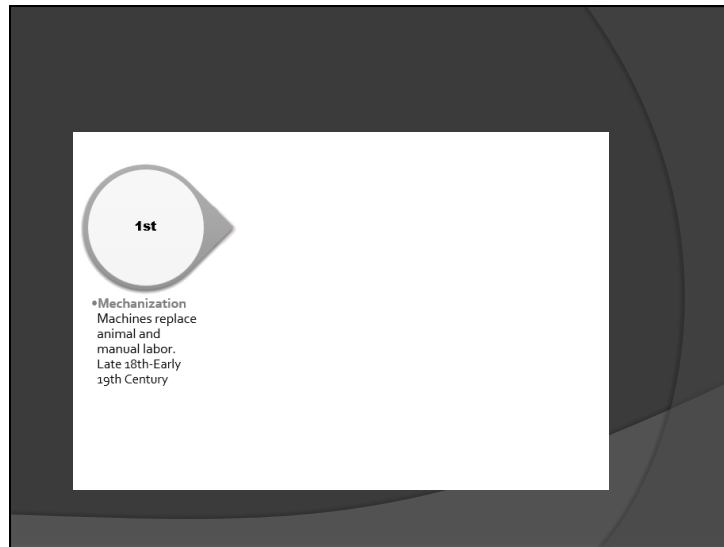 1st
•Mechanization
Machines replace
animal and
manual labor.
Late 18th-Early
19th Century